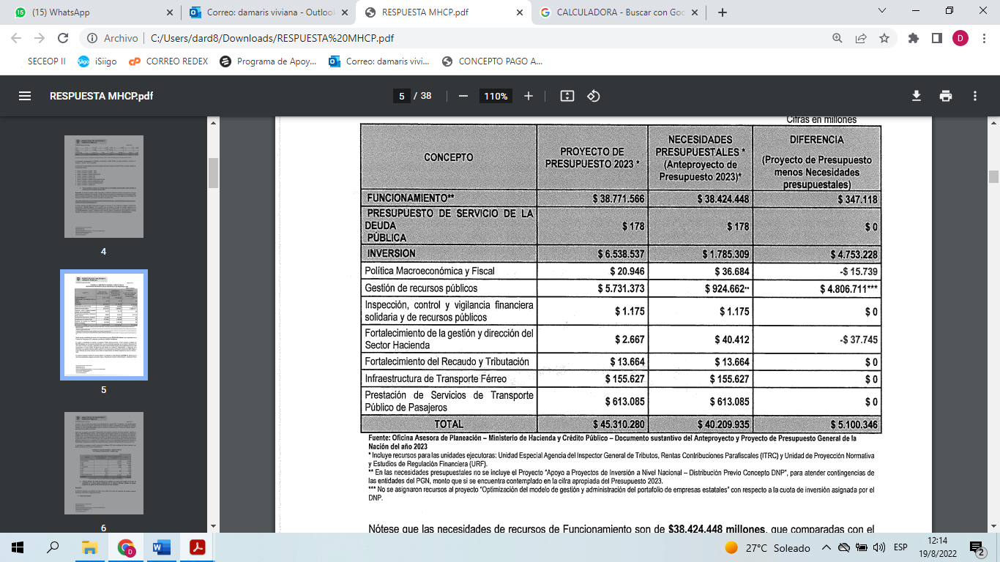 (15) WhatsApp
Correo: damaris viviana - Outlook
RESPUESTA MHCP.pdf
CALCULADORA - Buscar con Goo
Archivo
C:/Users/dard8/Downloads/RESPUESTA%20MHCP.pdf
D
SECEOP II
iSiigo
CORREO REDEX
Programa de Apoy...
Correo: damaris vivi...
CONCEPTO PAGO A...
RESPUESTA MHCP.pdf
5 / 38
110%
4
5
6
Cifras en millones
CONCEPTO
PROYECTO DE
PRESUPUESTO 2023 *
NECESIDADES
PRESUPUESTALES *
(Anteproyecto de
Presupuesto 2023)*
DIFERENCIA
(Proyecto de Presupuesto
menos Necesidades
presupuestales)
FUNCIONAMIENTO** $ 38.771.566 $ 38.424.448 $ 347.118
PRESUPUESTO DE SERVICIO DE LA
DEUDA $ 178 $ 178 $ 0
PÚBLICA
INVERSION $ 6.538.537 $ 1.785.309 $ 4.753.228
Política Macroeconómica y Fiscal $ 20.946 $ 36.684 -$ 15.739
Gestión de recursos públicos $ 5.731.373 $ 924.662** $ 4.806.711***
Inspección, control y vigilancia financiera
solidaria y de recursos públicos $ 1.175 $ 1.175 $ 0
Fortalecimiento de la gestión y dirección del
Sector Hacienda $ 2.667 $ 40.412 -$ 37.745
Fortalecimiento del Recaudo y Tributación $ 13.664 $ 13.664 $ 0
Infraestructura de Transporte Férreo $ 155.627 $ 155.627 $ 0
Prestación de Servicios de Transporte
Público de Pasajeros $ 613.085 $ 613.085 $ 0
TOTAL $ 45.310.280 $ 40.209.935 $ 5.100.346
Fuente: Oficina Asesora de Planeación – Ministerio de Hacienda y Crédito Público – Documento sustantivo del Anteproyecto y Proyecto de Presupuesto General de la
Nación del año 2023
* Incluye recursos para las unidades ejecutoras: Unidad Especial Agencia del Inspector General de Tributos, Rentas Contribuciones Parafiscales (ITRC) y Unidad de Proyección Normativa
y Estudios de Regulación Financiera (URF).
** En las necesidades presupuestales no se incluye el Proyecto "Apoyo a Proyectos de Inversión a Nivel Nacional – Distribución Previo Concepto DNP", para atender contingencias de
las entidades del PGN, monto que si se encuentra contemplado en la cifra apropiada del Presupuesto 2023.
*** No se asignaron recursos al proyecto "Optimización del modelo de gestión y administración del portafolio de empresas estatales" con respecto a la cuota de inversión asignada por el
DNP.
Nótese que las necesidades de recursos de Funcionamiento son de $38.424.448 millones, que comparadas con el
27°C Soleado
ESP
12:14
19/8/2022
2